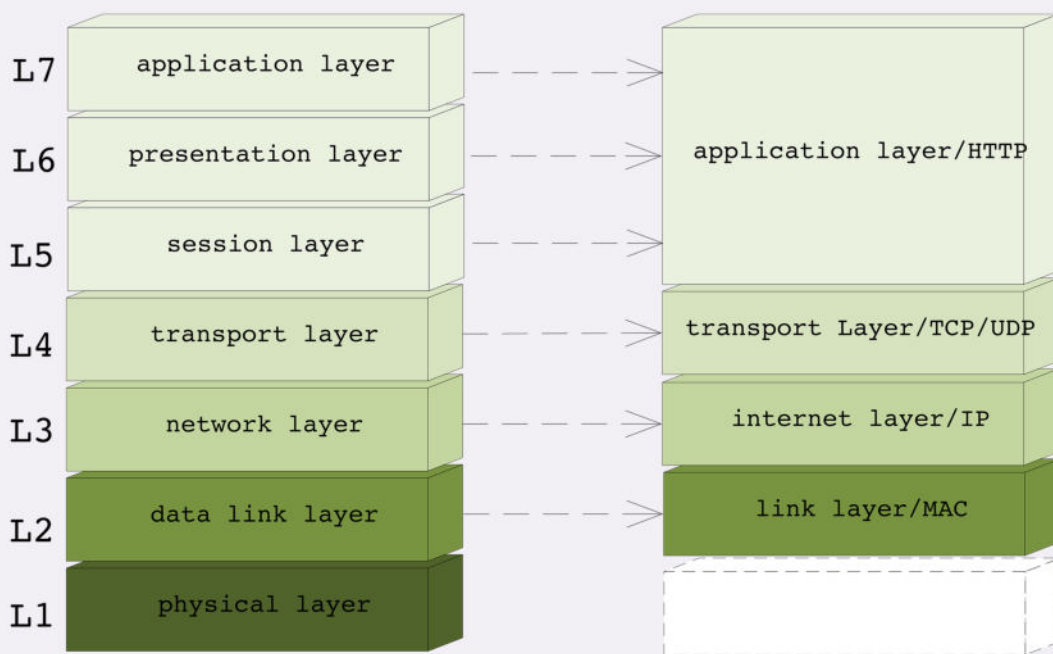 L7
application layer
L6
presentation layer
application layer/HTTP
L5
session layer
L4
transport layer
transport Layer/TCP/UDP
L3
network layer
internet layer/IP
L2
data link layer
link layer/MAC
L1
physical layer